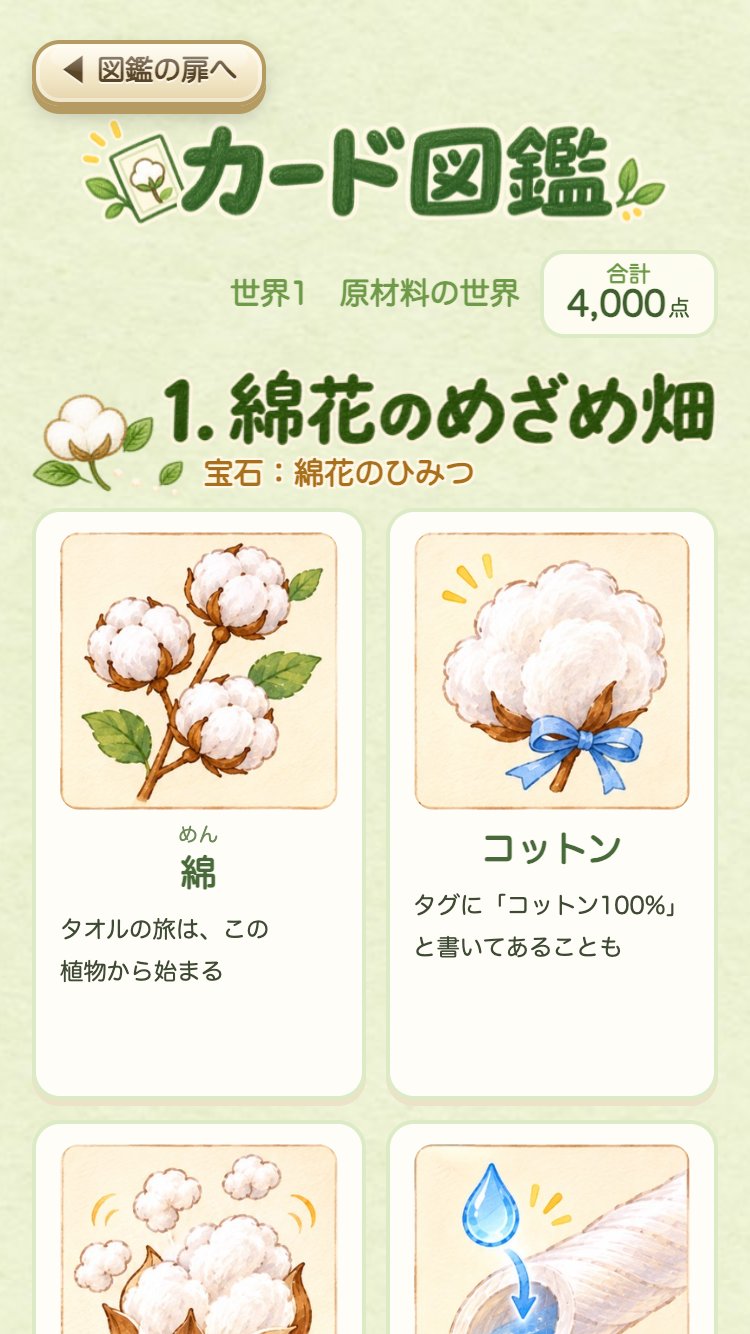 ◀ 図鑑の扉へ
カード図鑑
世界1 原材料の世界
合計
4,000点
1. 綿花のめざめ畑
宝石：綿花のひみつ
めん
綿
タオルの旅は、この
植物から始まる
コットン
タグに「コットン100%」
と書いてあることも